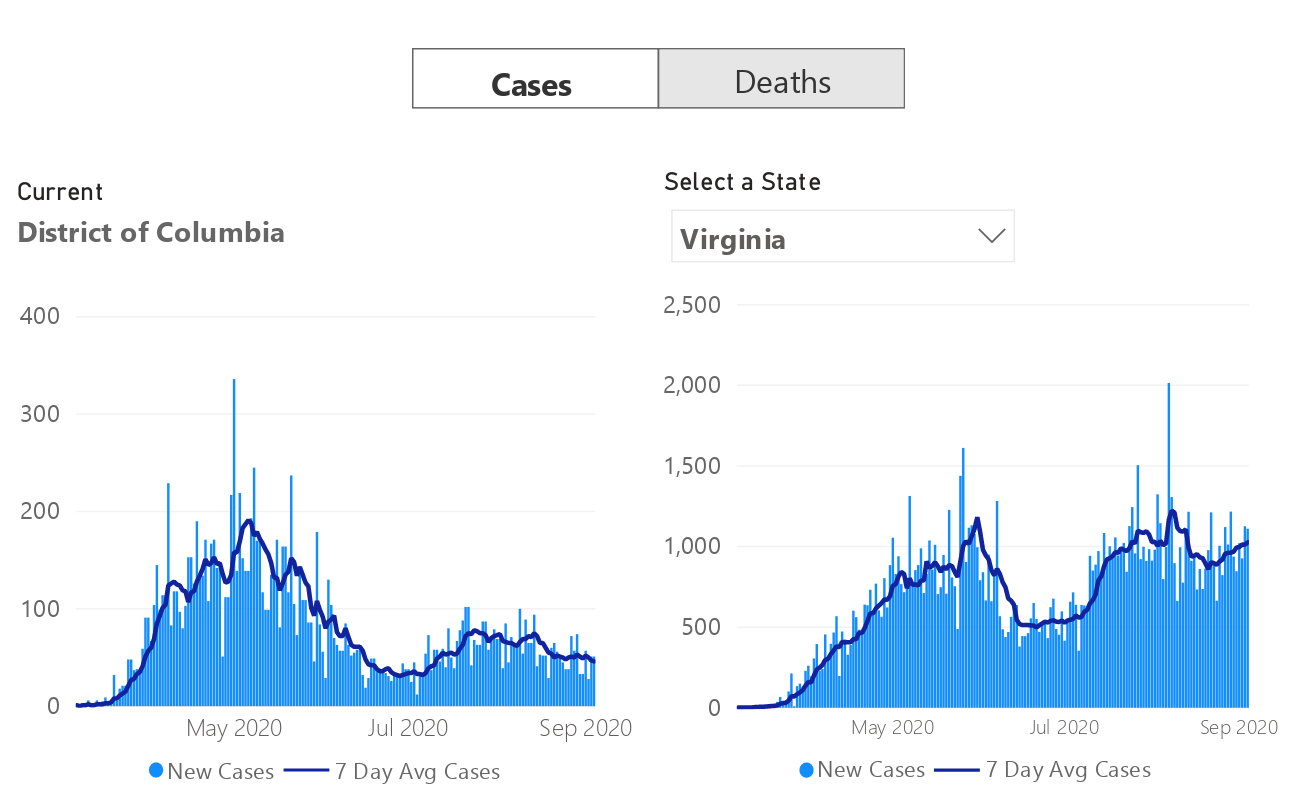 Cases
Deaths
Current
District of Columbia
Select a State
Virginia
400
300
200
100
0
May 2020
Jul 2020
Sep 2020
New Cases
7 Day Avg Cases
2,500
2,000
1,500
1,000
500
0
May 2020
Jul 2020
Sep 2020
New Cases
7 Day Avg Cases